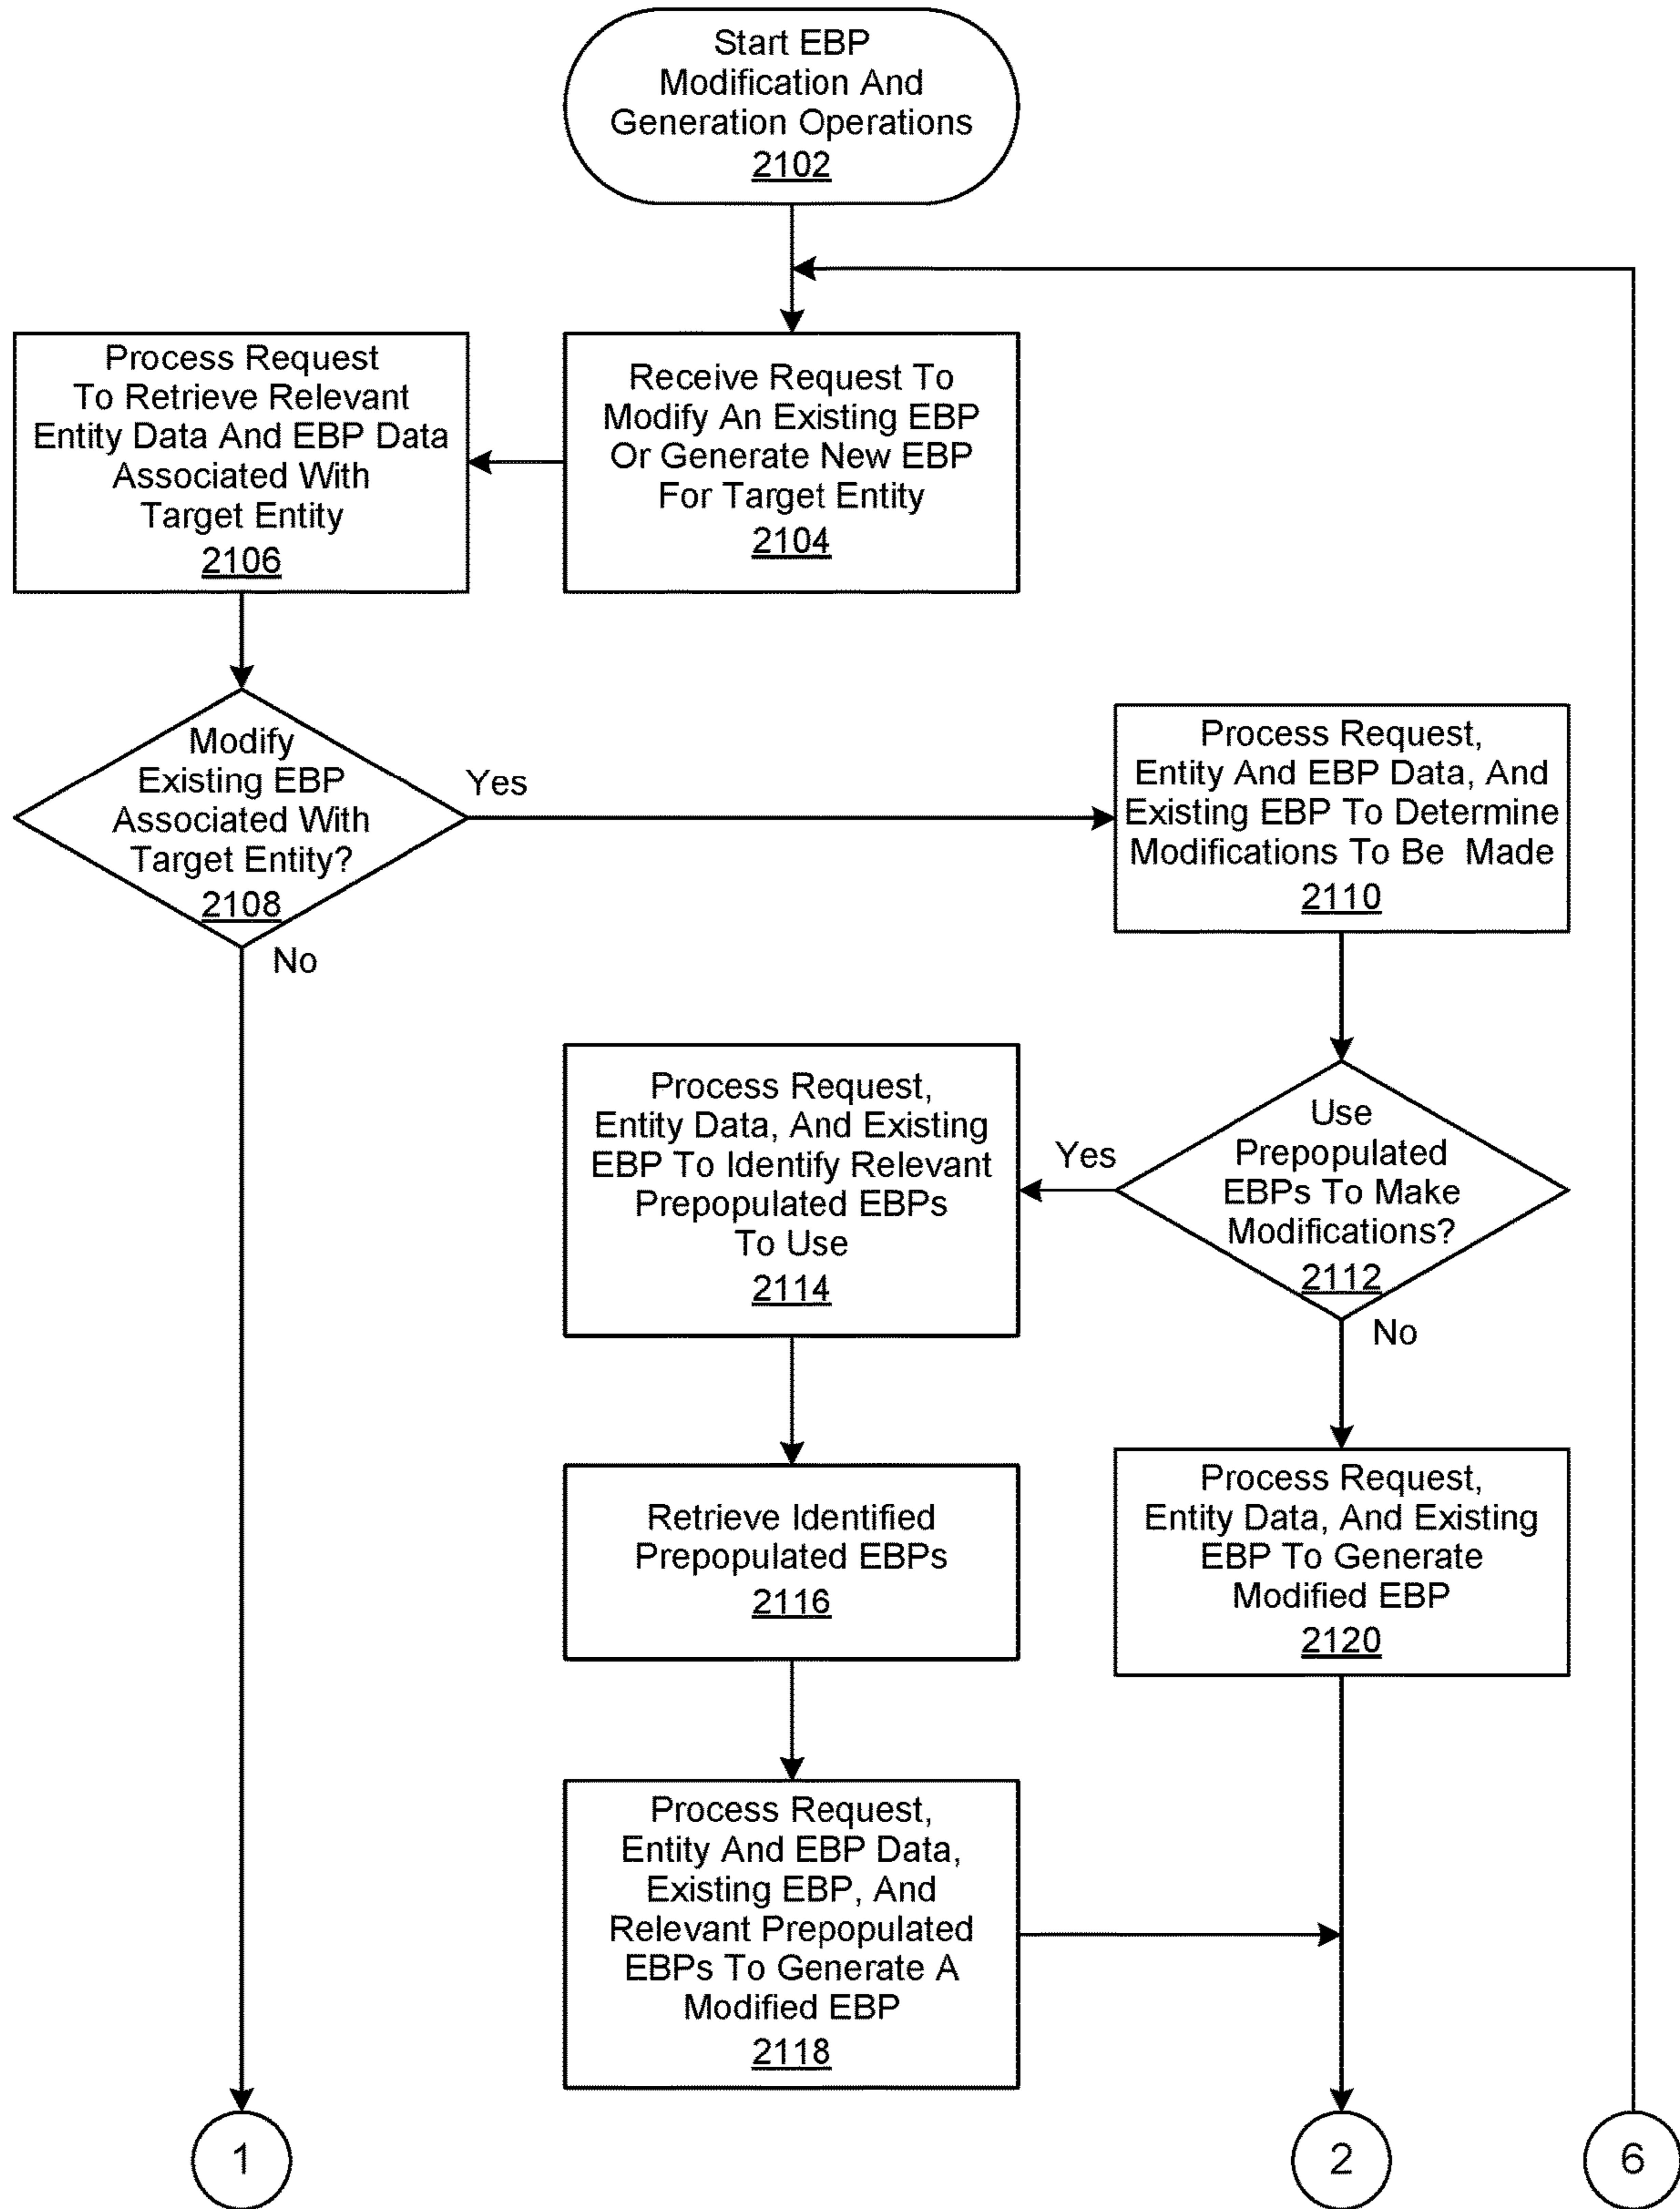 Start EBP
Modification And
Generation Operations
2102
Process Request
To Retrieve Relevant
Entity Data And EBP Data
Associated With
Target Entity
2106
Receive Request To
Modify An Existing EBP
Or Generate New EBP
For Target Entity
2104
Modify
Existing EBP
Associated With
Target Entity?
2108
Yes
No
Process Request,
Entity And EBP Data, And
Existing EBP To Determine
Modifications To Be Made
2110
Use
Prepopulated
EBPs To Make
Modifications?
2112
Yes
No
Process Request,
Entity Data, And Existing
EBP To Identify Relevant
Prepopulated EBPs
To Use
2114
Retrieve Identified
Prepopulated EBPs
2116
Process Request,
Entity Data, And Existing
EBP To Generate
Modified EBP
2120
Process Request,
Entity And EBP Data,
Existing EBP, And
Relevant Prepopulated
EBPs To Generate A
Modified EBP
2118
1
2
6